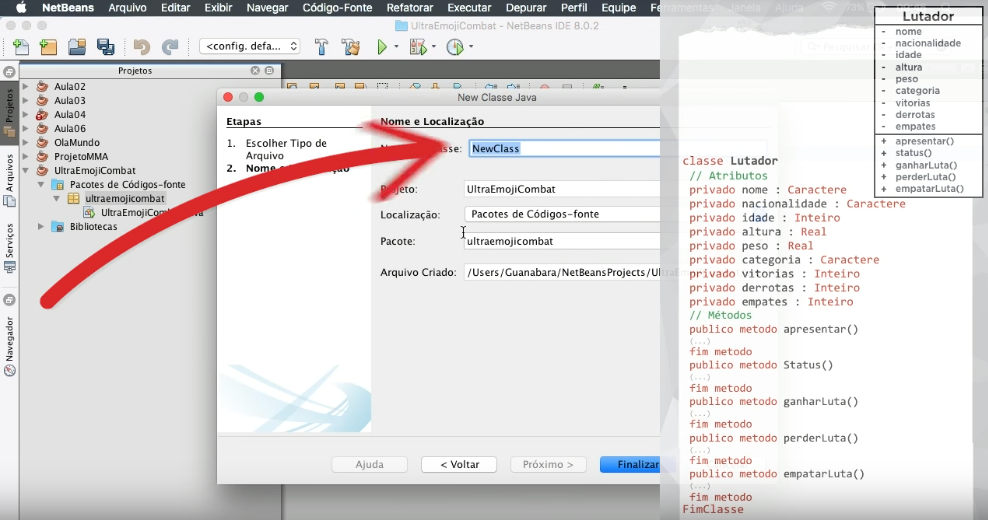 NetBeans Arquivo Editar Exibir Navegar Código-Fonte Refatorar Executar Depurar Perfil Equipe Ferramentas Janela Ajuda
UltraEmojiCombat - NetBeans IDE 8.0.2
<config. defa...
Projetos
Projetos
Arquivos
Serviços
Navegador
Aula02
Aula03
Aula04
Aula06
OlaMundo
ProjetoMMA
UltraEmojiCombat
Pacotes de Códigos-fonte
ultraemojicombat
Bibliotecas
New Classe Java
Etapas
1. Escolher Tipo de
Arquivo
2.
Nome e Localização
NewClass
Projeto: UltraEmojiCombat
Localização: Pacotes de Códigos-fonte
Pacote: ultraemojicombat
Arquivo Criado: /Users/Guanabara/NetBeansProjects/
Ajuda
< Voltar
Próximo >
Finalizar
Lutador
- nome
- nacionalidade
- idade
- altura
- peso
- categoria
- vitorias
- derrotas
- empates
+ apresentar()
+ status()
+ ganharLuta()
+ perderLuta()
+ empatarLuta()
classe Lutador
// Atributos
privado nome : Caractere
privado nacionalidade : Caractere
privado idade : Inteiro
privado altura : Real
privado peso : Real
privado categoria : Caractere
privado vitorias : Inteiro
privado derrotas : Inteiro
privado empates : Inteiro
// Métodos
publico metodo apresentar()
(...)
fim metodo
publico metodo Status()
(...)
fim metodo
publico metodo ganharLuta()
(...)
fim metodo
publico metodo perderLuta()
(...)
fim metodo
publico metodo empatarLuta()
(...)
fim metodo
FimClasse